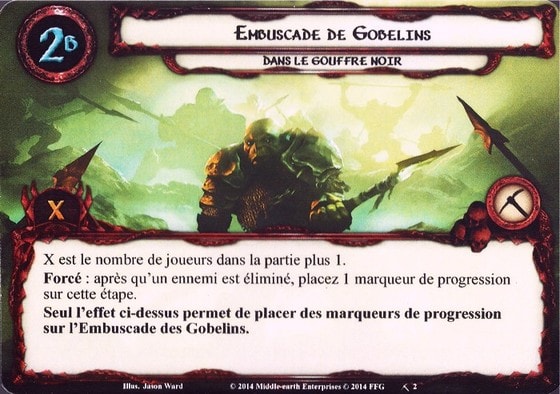 2B
EMBUSCADE DE GOBELINS
DANS LE GOUFFRE NOIR
X
X est le nombre de joueurs dans la partie plus 1.
Forcé : après qu'un ennemi est éliminé, placez 1 marqueur de progression
sur cette étape.
Seul l'effet ci-dessus permet de placer des marqueurs de progression
sur l'Embuscade des Gobelins.
Illus. Jason Ward
© 2014 Middle-earth Enterprises © 2014 FFG
2